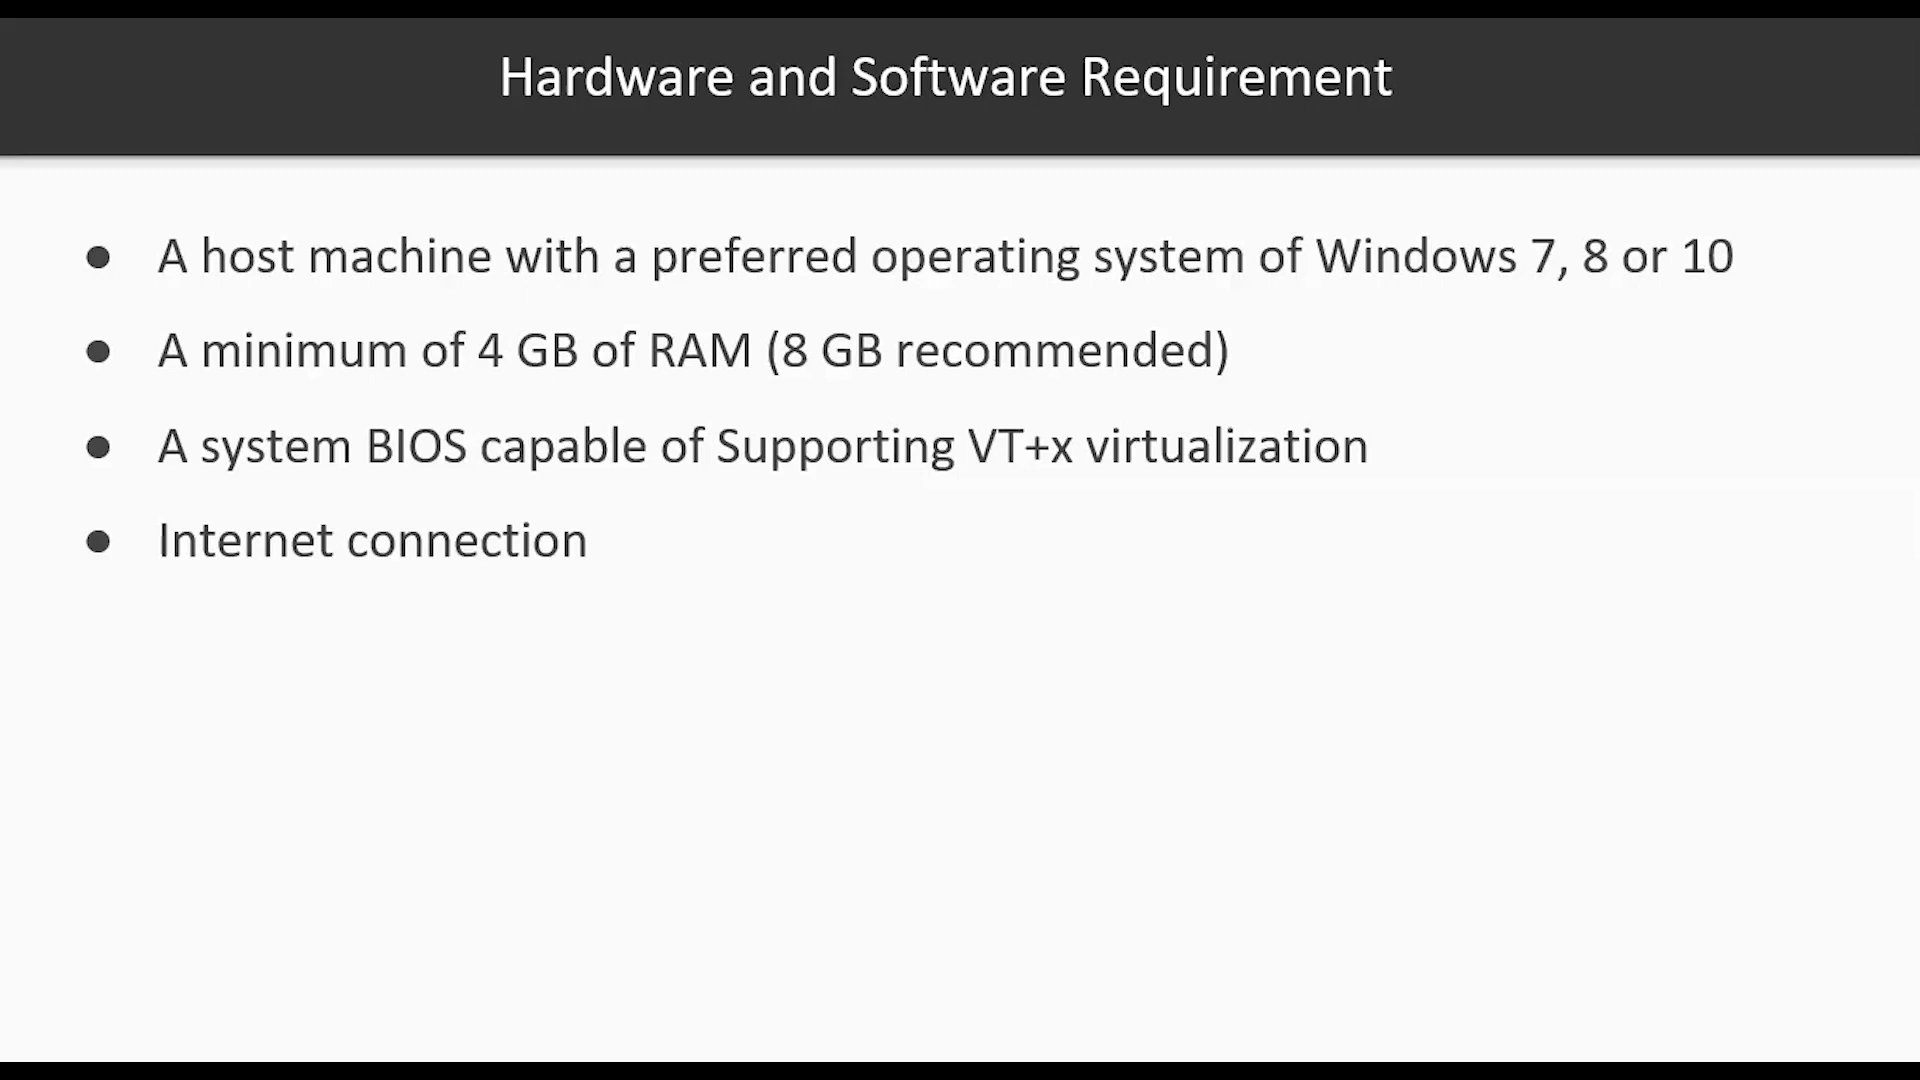 Hardware and Software Requirement
● A host machine with a preferred operating system of Windows 7, 8 or 10
● A minimum of 4 GB of RAM (8 GB recommended)
● A system BIOS capable of Supporting VT+x virtualization
● Internet connection